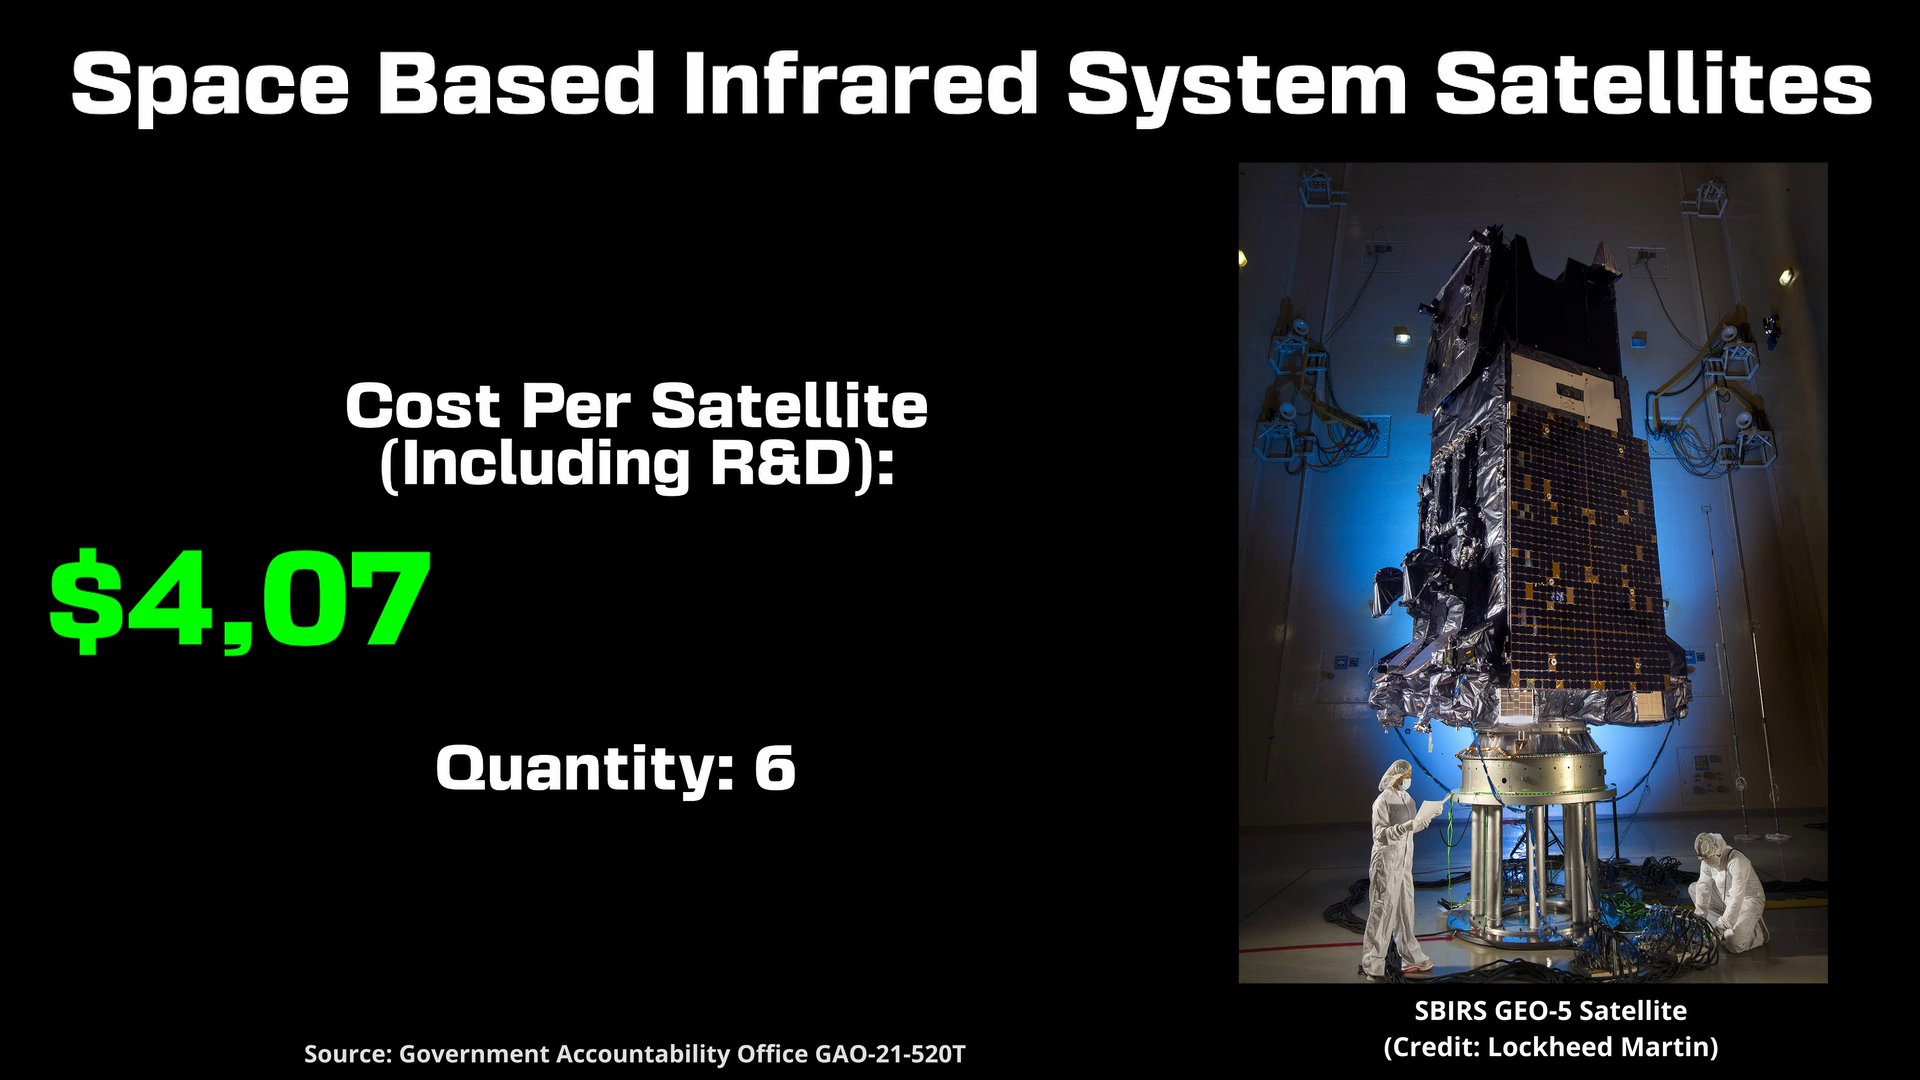 Space Based Infrared System Satellites
Cost Per Satellite
(Including R&D):
$4,07
Quantity: 6
SBIRS GEO-5 Satellite
(Credit: Lockheed Martin)
Source: Government Accountability Office GAO-21-520T